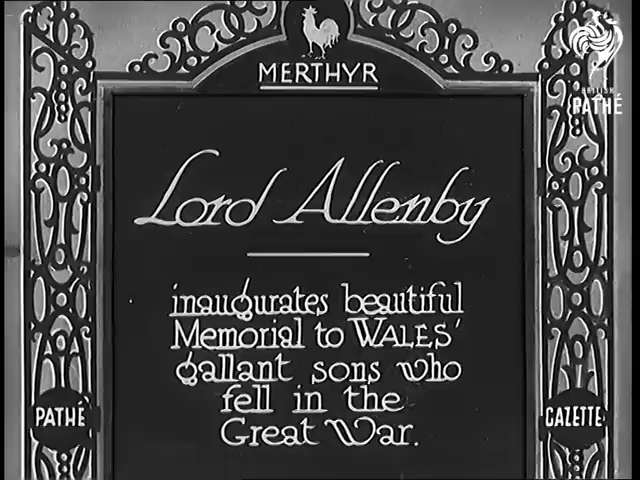 MERTHYR
BRITISH
PATHÉ
Lord Allenby
inaugurates beautiful
Memorial to WALES'
gallant sons who
fell in the
Great War.
PATHÉ
GAZETTE